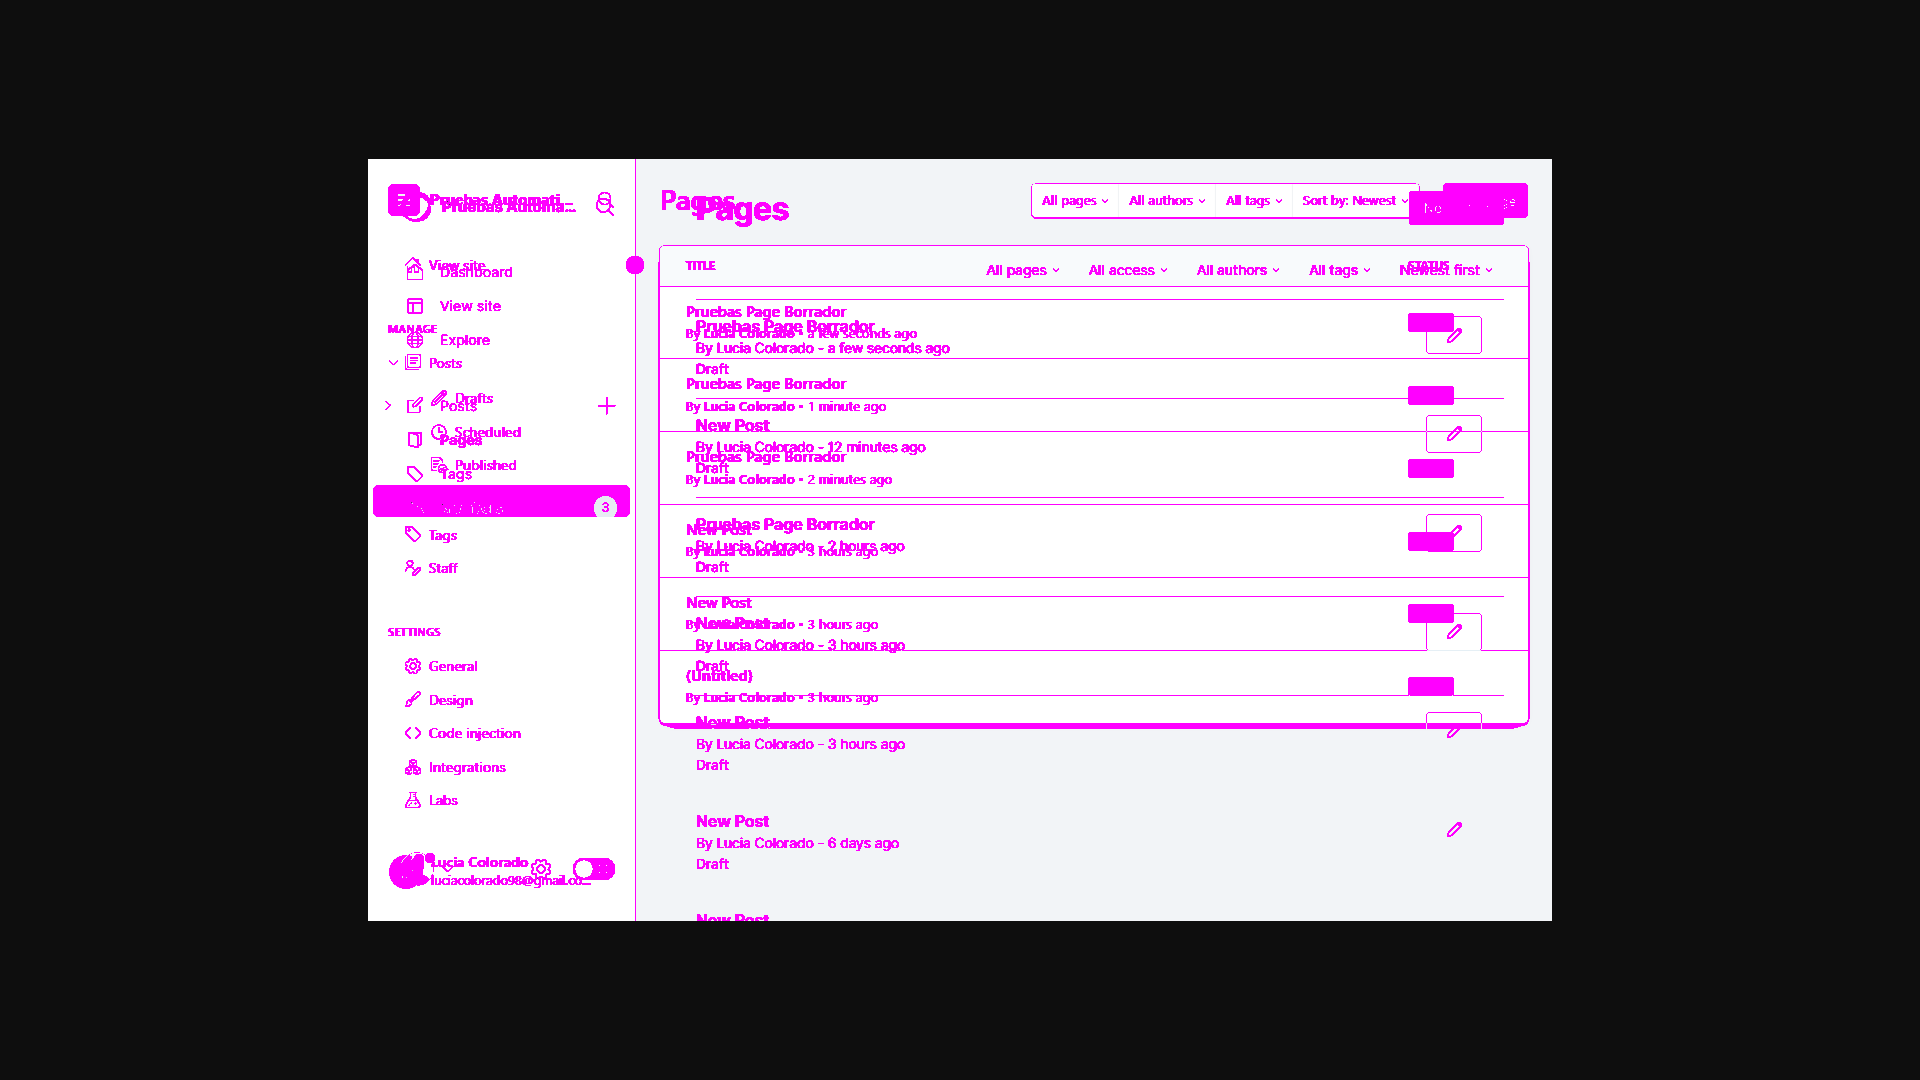 Pruebas Automati...
Pruebas Automa...
View site
Dashboard
View site
MANAGE
Explore
Posts
Drafts
Posts
Scheduled
Pages
Published
Tags
3
Tags
Staff
SETTINGS
General
Design
Code injection
Integrations
Labs
Lucia Colorado
luciacolorado98@gmail.co...
Pages
Pages
All pages
All authors
All tags
Sort by: Newest
TITLE
STATUS
All pages
All access
All authors
All tags
Newest first
Pruebas Page Borrador
By Lucia Colorado - a few seconds ago
Pruebas Page Borrador
By Lucia Colorado - a few seconds ago
Draft
Pruebas Page Borrador
By Lucia Colorado - 1 minute ago
New Post
By Lucia Colorado - 12 minutes ago
Draft
Pruebas Page Borrador
By Lucia Colorado - 2 minutes ago
Pruebas Page Borrador
New Post
By Lucia Colorado - 2 hours ago
By Lucia Colorado - 3 hours ago
Draft
New Post
By Lucia Colorado - 3 hours ago
New Post
By Lucia Colorado - 3 hours ago
Draft
(Untitled)
By Lucia Colorado - 3 hours ago
New Post
By Lucia Colorado - 3 hours ago
Draft
New Post
By Lucia Colorado - 6 days ago
Draft
New Post